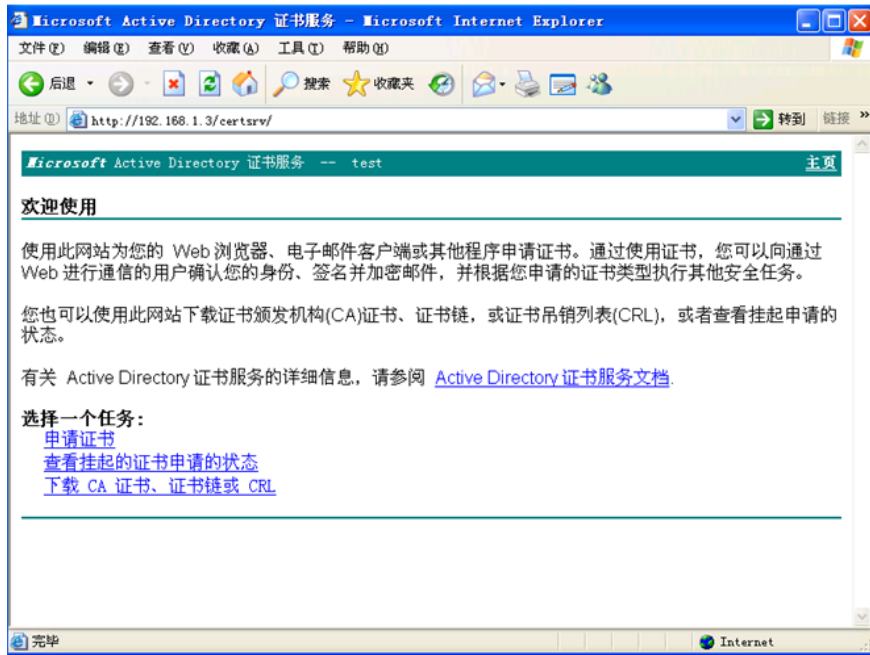 Microsoft Active Directory 证书服务 - Microsoft Internet Explorer
文件(F) 编辑(E) 查看(V) 收藏(A) 工具(T) 帮助(H)
后退 搜索 收藏夹
地址(D) http://192.168.1.3/certsrv/ 转到 链接 »
Microsoft Active Directory 证书服务 -- test 主页
欢迎使用
使用此网站为您的 Web 浏览器、电子邮件客户端或其他程序申请证书。通过使用证书，您可以向通过
Web 进行通信的用户确认您的身份、签名并加密邮件，并根据您申请的证书类型执行其他安全任务。
您也可以使用此网站下载证书颁发机构(CA)证书、证书链，或证书吊销列表(CRL)，或者查看挂起申请的
状态。
有关 Active Directory 证书服务的详细信息，请参阅 Active Directory 证书服务文档.
选择一个任务:
申请证书
查看挂起的证书申请的状态
下载 CA 证书、证书链或 CRL
完毕 Internet